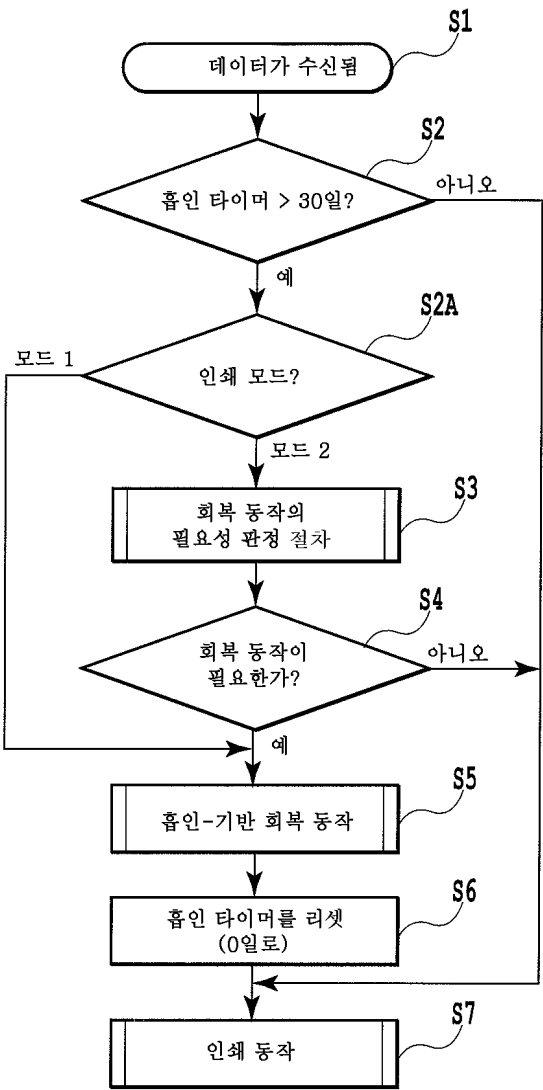 S1
데이터가 수신됨
S2
흡인 타이머 > 30일?
아니오
예
S2A
모드 1
인쇄 모드?
모드 2
S3
회복 동작의
필요성 판정 절차
S4
회복 동작이
필요한가?
아니오
예
S5
흡인-기반 회복 동작
S6
흡인 타이머를 리셋
(0일로)
S7
인쇄 동작